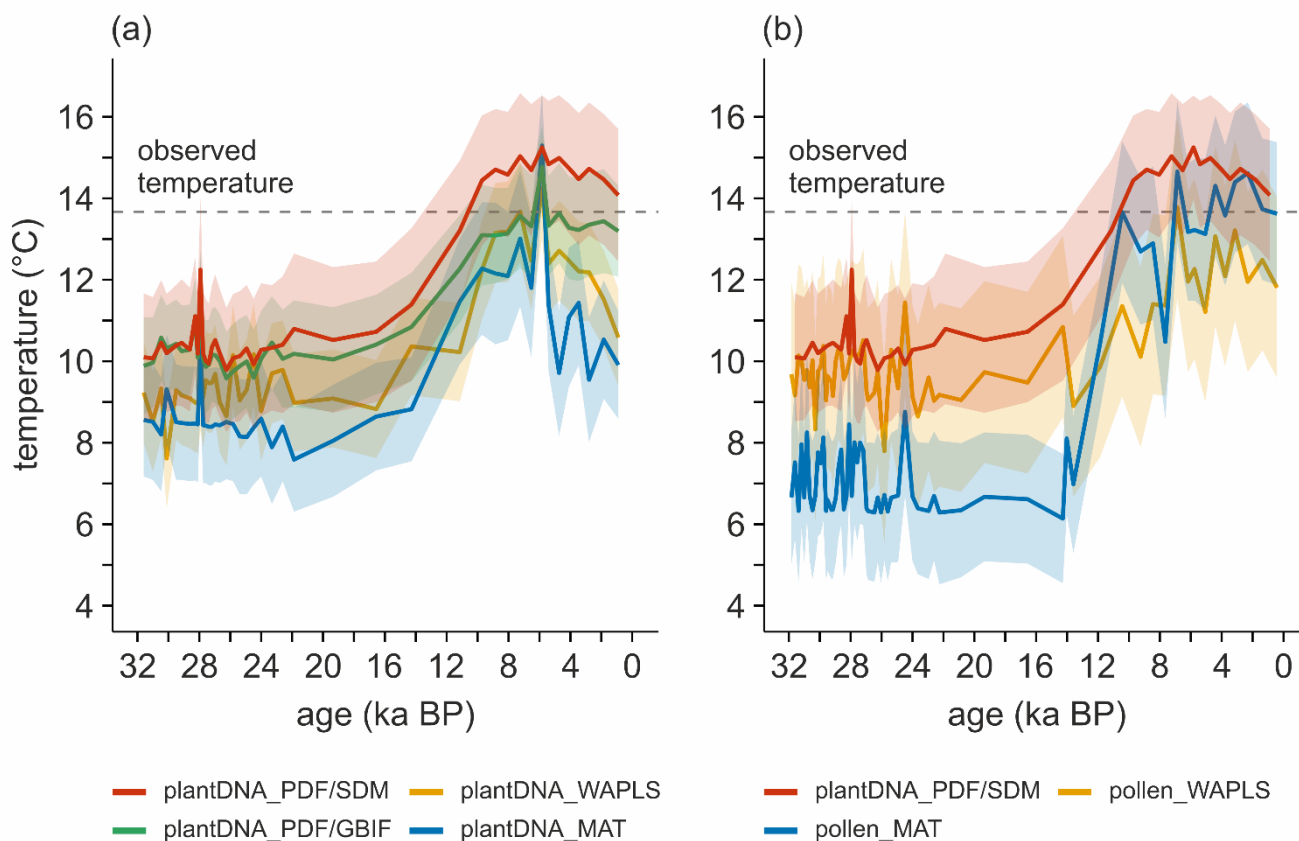 (a)
(b)
temperature (°C)
16
14
12
10
8
6
4
observed
temperature
32 28 24 20 16 12 8 4 0
age (ka BP)
16
14
12
10
8
6
4
observed
temperature
32 28 24 20 16 12 8 4 0
age (ka BP)
plantDNA_PDF/SDM
plantDNA_WAPLS
plantDNA_PDF/GBIF
plantDNA_MAT
plantDNA_PDF/SDM
pollen_WAPLS
pollen_MAT